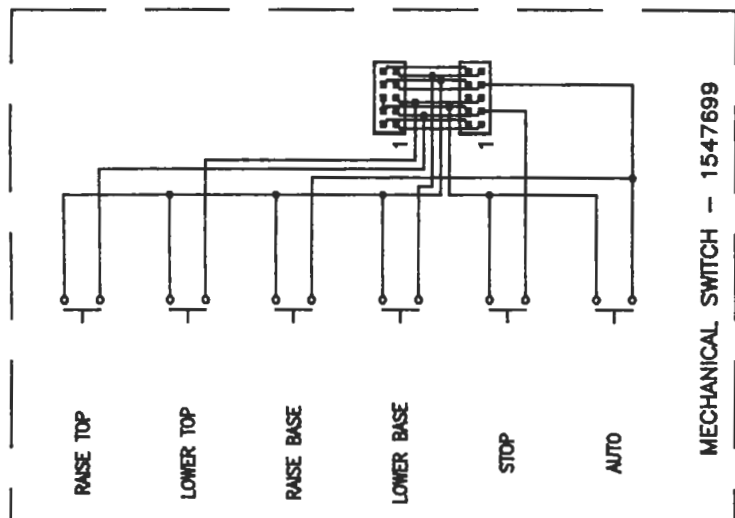 1
1
RAISE TOP
LOWER TOP
RAISE BASE
LOWER BASE
STOP
AUTO
MECHANICAL SWITCH – 1547699